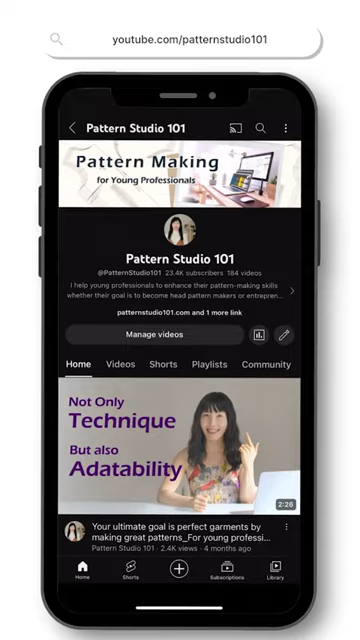 youtube.com/patternstudio101
Pattern Studio 101
Pattern Making
for Young Professionals
Pattern Studio 101
@PatternStudio101 23.4K subscribers 184 videos
I help young professionals to enhance their pattern-making skills
whether their goal is to become head pattern makers or entrepren...
patternstudio101.com and 1 more link
Manage videos
Home Videos Shorts Playlists Community
Not Only
Technique
But also
Adatability
2:26
Your ultimate goal is perfect garments by
making great patterns_For young professi...
Pattern Studio 101 · 2.4K views · 4 months ago
Home Shorts Subscriptions Library